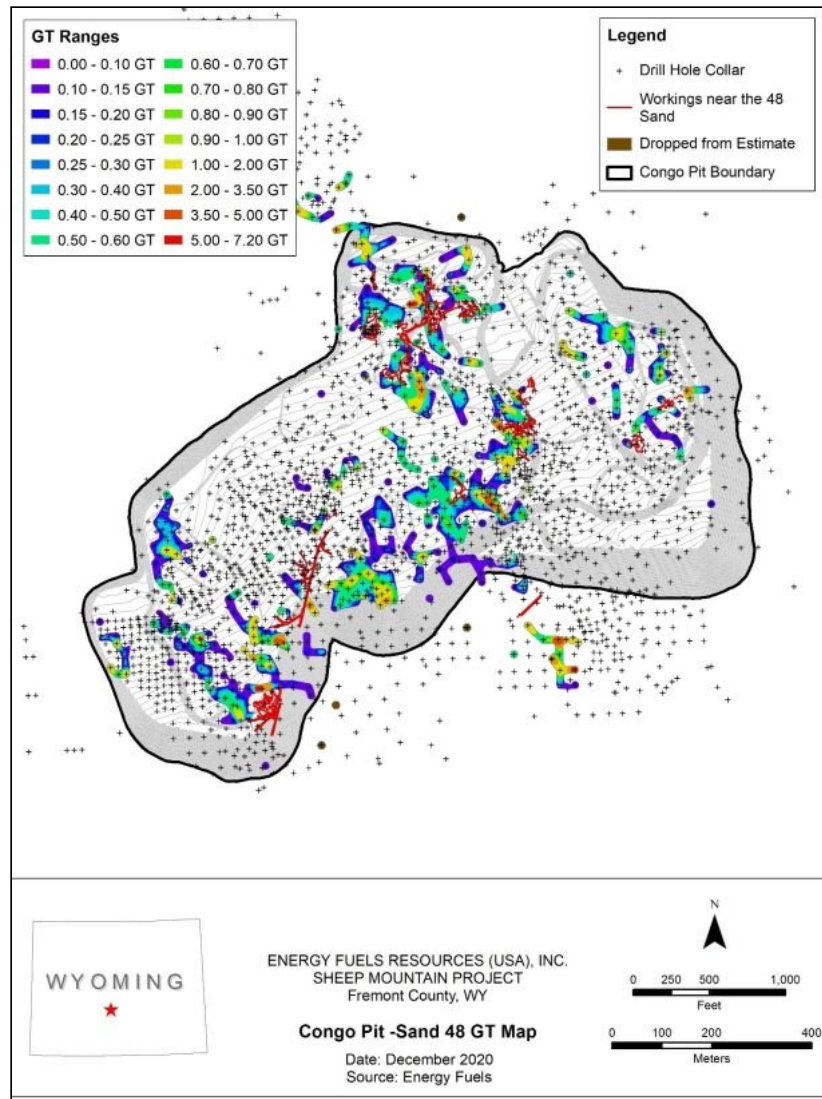 GT Ranges
0.00 - 0.10 GT
0.10 - 0.15 GT
0.15 - 0.20 GT
0.20 - 0.25 GT
0.25 - 0.30 GT
0.30 - 0.40 GT
0.40 - 0.50 GT
0.50 - 0.60 GT
0.60 - 0.70 GT
0.70 - 0.80 GT
0.80 - 0.90 GT
0.90 - 1.00 GT
1.00 - 2.00 GT
2.00 - 3.50 GT
3.50 - 5.00 GT
5.00 - 7.20 GT
Legend
Drill Hole Collar
Workings near the 48
Sand
Dropped from Estimate
Congo Pit Boundary
WYOMING
ENERGY FUELS RESOURCES (USA), INC.
SHEEP MOUNTAIN PROJECT
Fremont County, WY
Congo Pit -Sand 48 GT Map
Date: December 2020
Source: Energy Fuels
N
0 250 500 1,000
Feet
0 100 200 400
Meters